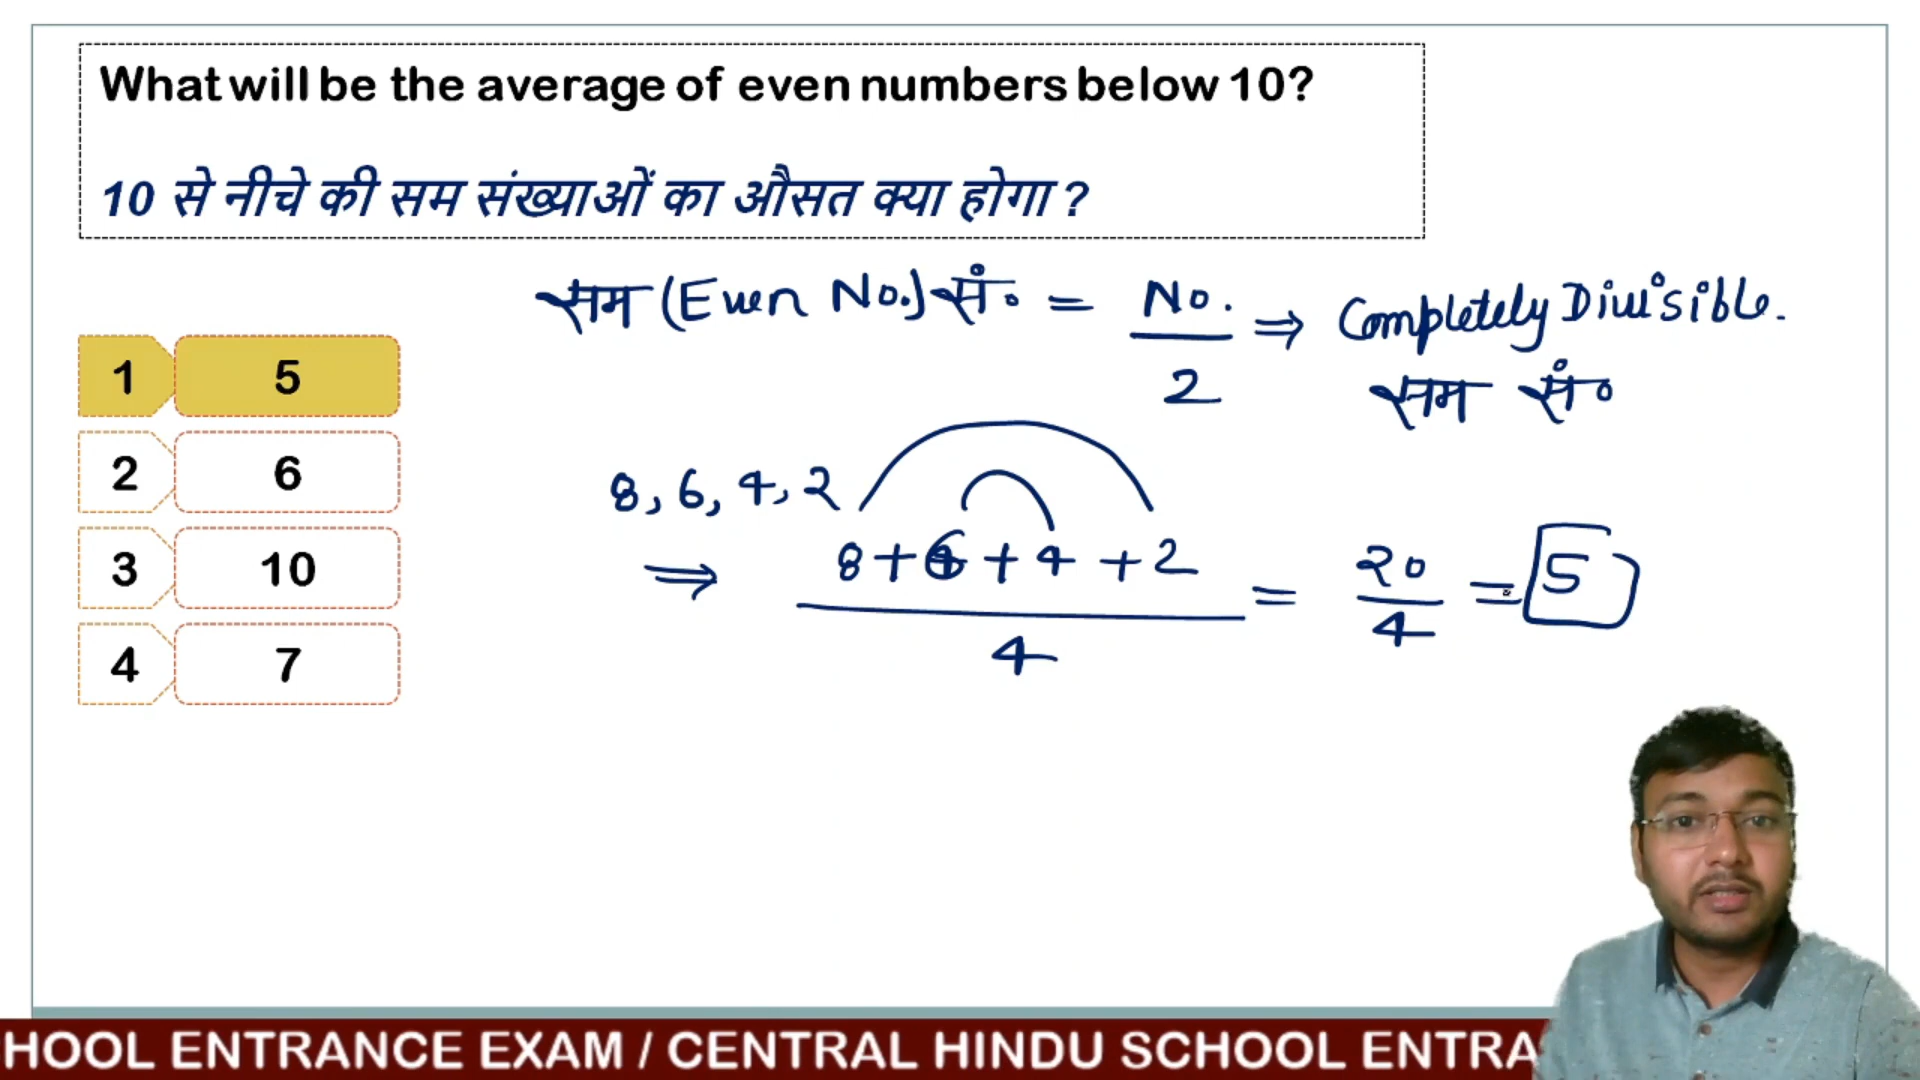 What will be the average of even numbers below 10?
10 से नीचे की सम संख्याओं का औसत क्या होगा ?
सम (Even No.) सं० = No. / 2 ⇒ Completely Divisible.
सम सं०
1 5
2 6
3 10
4 7
8, 6, 4, 2
⇒ 8 + 6 + 4 + 2 / 4 = 20 / 4 = 5
HOOL ENTRANCE EXAM / CENTRAL HINDU SCHOOL ENTRA